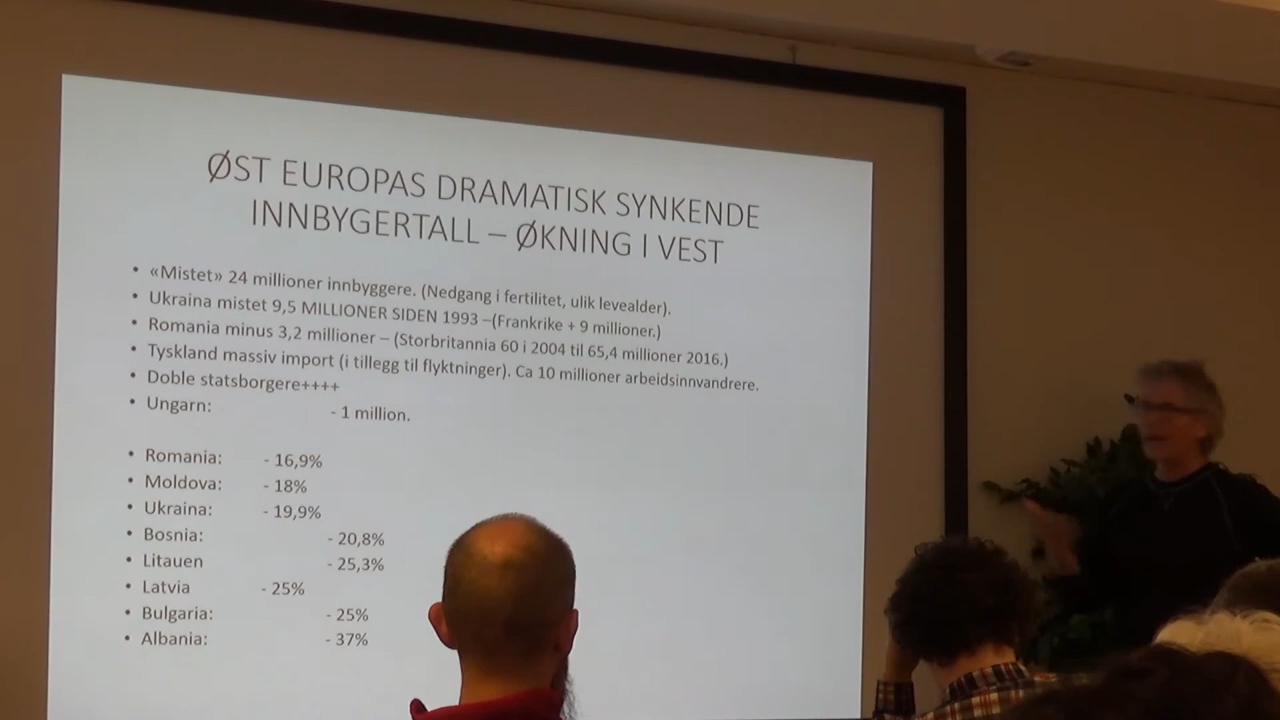 ØST EUROPAS DRAMATISK SYNKENDE
INNBYGERTALL – ØKNING I VEST
• «Mistet» 24 millioner innbyggere. (Nedgang i fertilitet, ulik levealder).
• Ukraina mistet 9,5 MILLIONER SIDEN 1993 –(Frankrike + 9 millioner.)
• Romania minus 3,2 millioner – (Storbritannia 60 i 2004 til 65,4 millioner 2016.)
• Tyskland massiv import (i tillegg til flyktninger). Ca 10 millioner arbeidsinnvandrere.
• Doble statsborgere++++
• Ungarn: - 1 million.
• Romania: - 16,9%
• Moldova: - 18%
• Ukraina: - 19,9%
• Bosnia: - 20,8%
• Litauen - 25,3%
• Latvia - 25%
• Bulgaria: - 25%
• Albania: - 37%